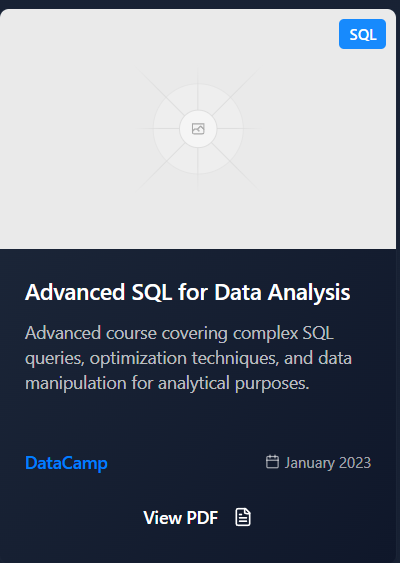 SQL
Advanced SQL for Data Analysis
Advanced course covering complex SQL
queries, optimization techniques, and data
manipulation for analytical purposes.
DataCamp
January 2023
View PDF